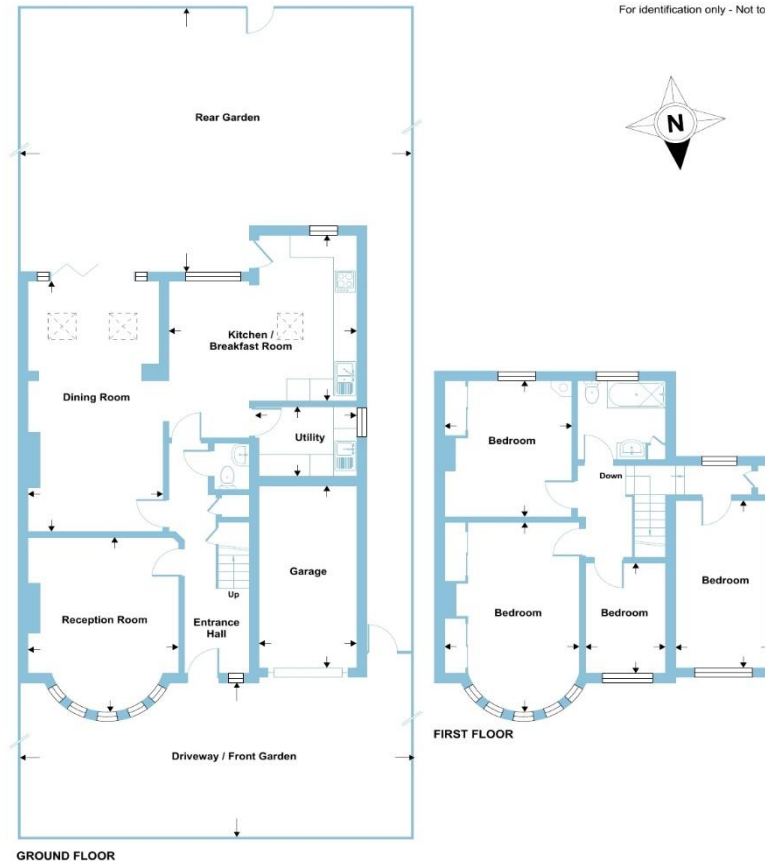 For identification only - Not to
N
Rear Garden
Kitchen /
Breakfast Room
Dining Room
Utility
Garage
Up
Reception Room
Entrance
Hall
Driveway / Front Garden
GROUND FLOOR
Bedroom
Down
Bedroom
Bedroom
Bedroom
FIRST FLOOR